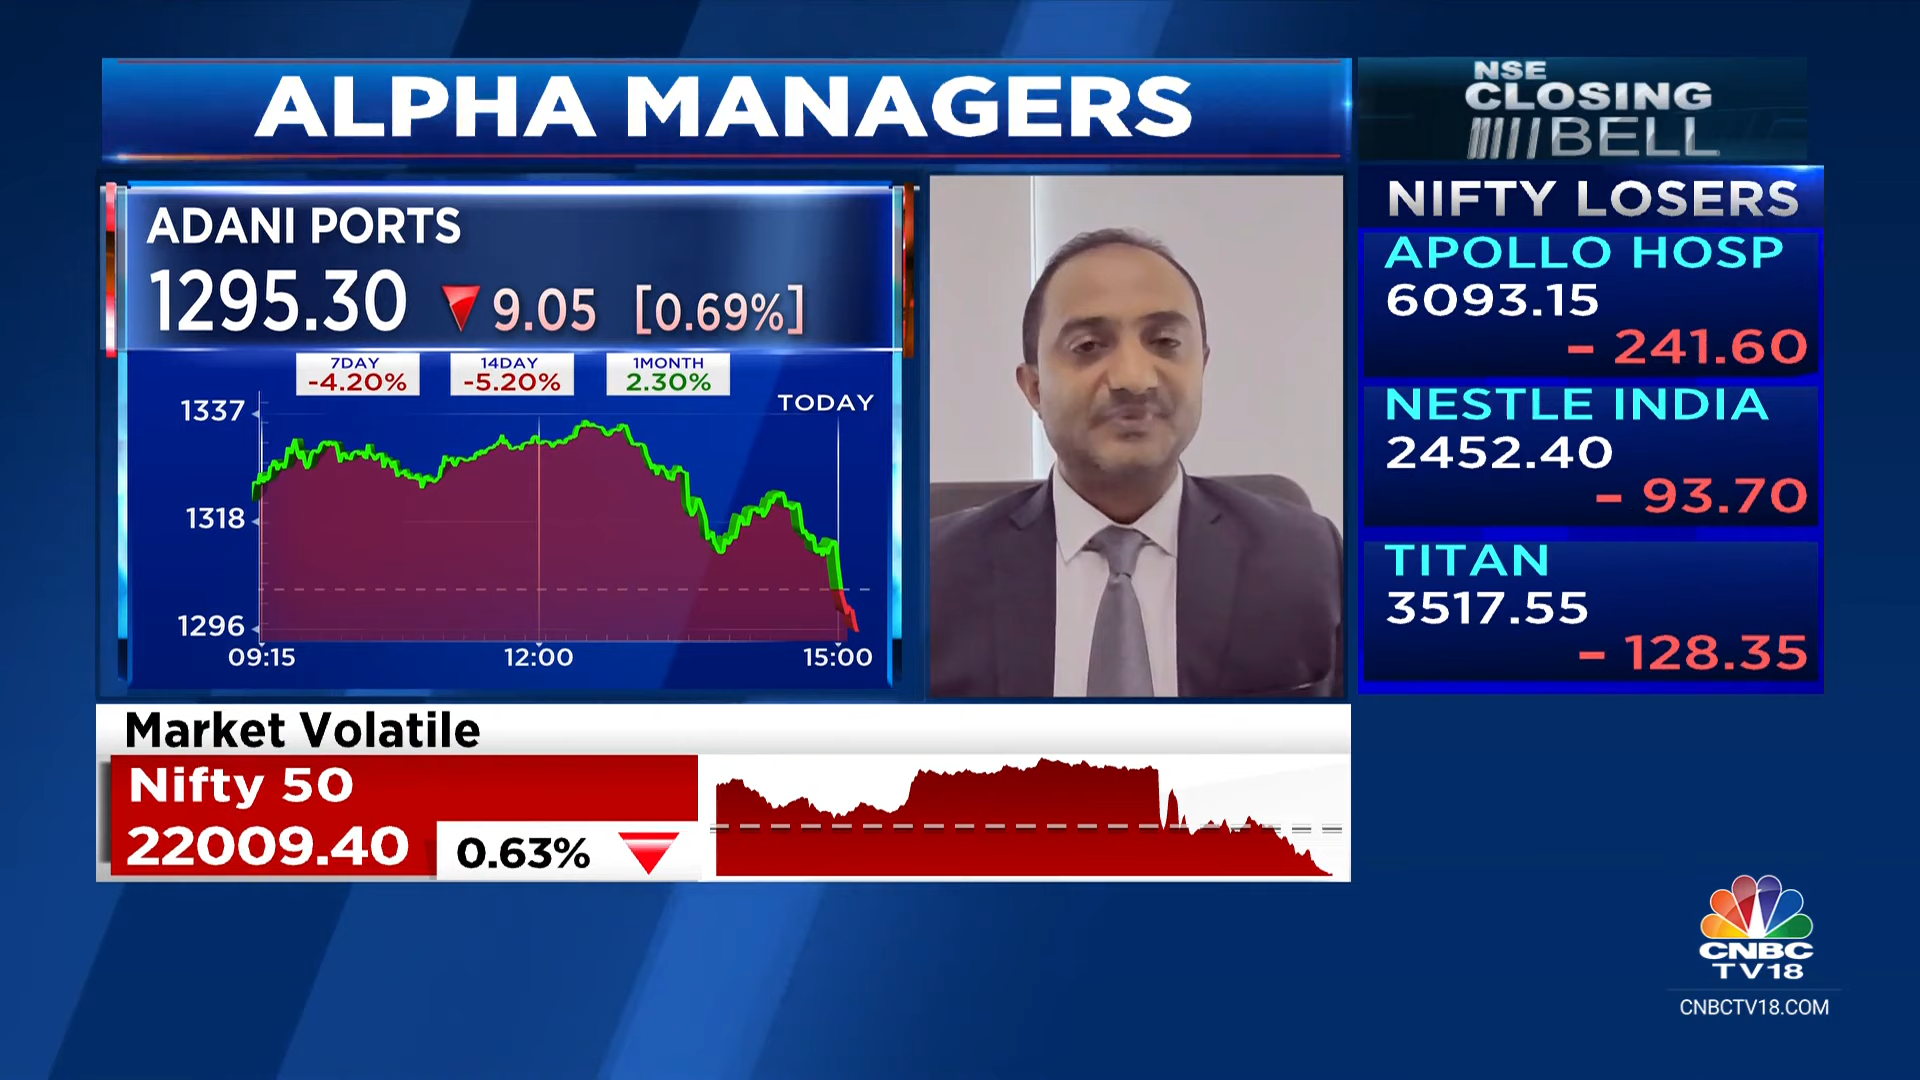 ALPHA MANAGERS
NSE
CLOSING
BELL
ADANI PORTS
1295.30 ▼ 9.05 [0.69%]
7DAY
-4.20%
14DAY
-5.20%
1MONTH
2.30%
TODAY
1337
1318
1296
09:15 12:00 15:00
NIFTY LOSERS
APOLLO HOSP
6093.15
- 241.60
NESTLE INDIA
2452.40
- 93.70
TITAN
3517.55
- 128.35
Market Volatile
Nifty 50
22009.40 0.63% ▼
CNBC
TV18
CNBCTV18.COM